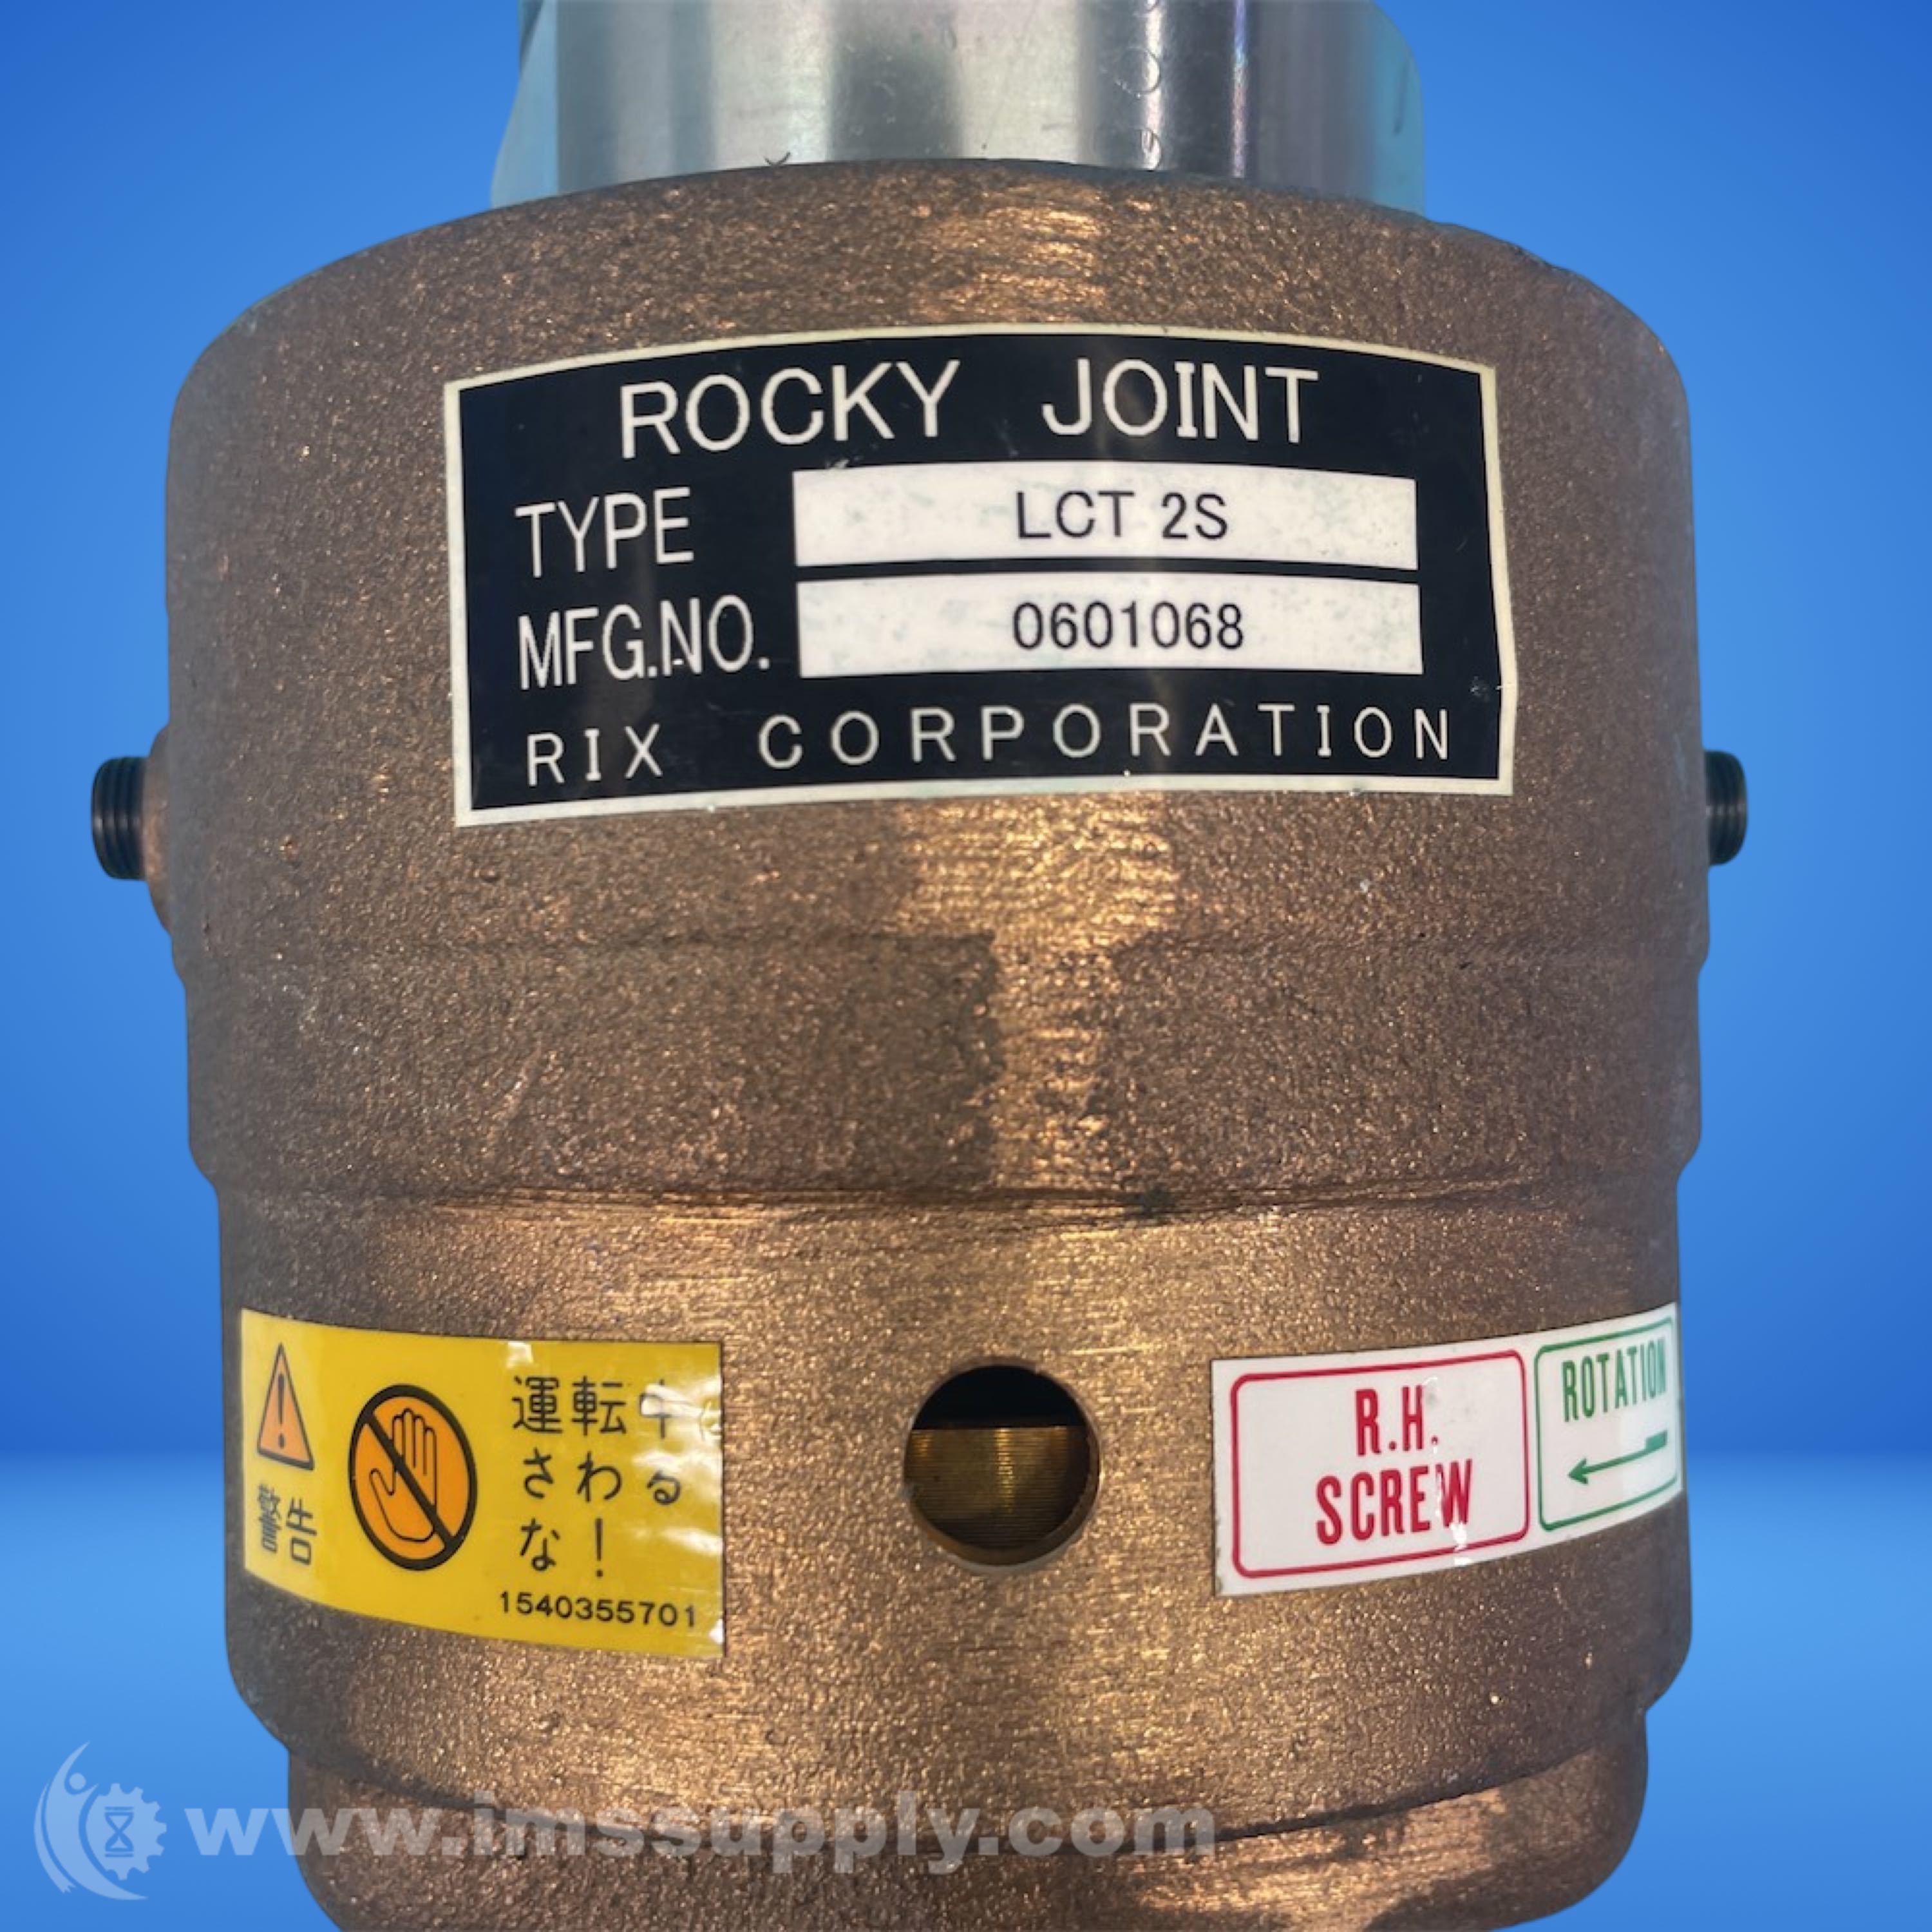 ROCKY JOINT
TYPE LCT 2S
MFG.NO. 0601068
RIX CORPORATION
警告
運転中
さわる
な!
1540355701
R.H.
SCREW
ROTATION
www.imssupply.com